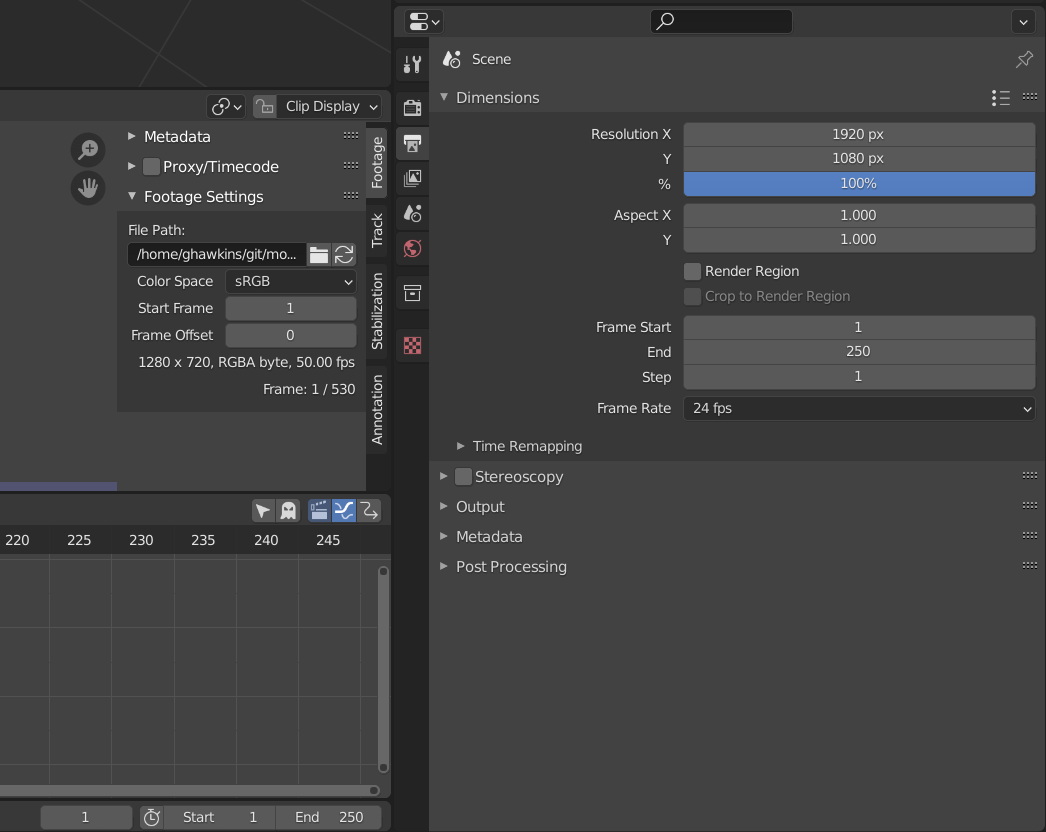 Clip Display
Metadata
Proxy/Timecode
Footage Settings
File Path:
/home/ghawkins/git/mo...
Color Space sRGB
Start Frame 1
Frame Offset 0
1280 x 720, RGBA byte, 50.00 fps
Frame: 1 / 530
Footage
Track
Stabilization
Annotation
220 225 230 235 240 245
1 Start 1 End 250
Scene
Dimensions
Resolution X 1920 px
Y 1080 px
% 100%
Aspect X 1.000
Y 1.000
Render Region
Crop to Render Region
Frame Start 1
End 250
Step 1
Frame Rate 24 fps
Time Remapping
Stereoscopy
Output
Metadata
Post Processing